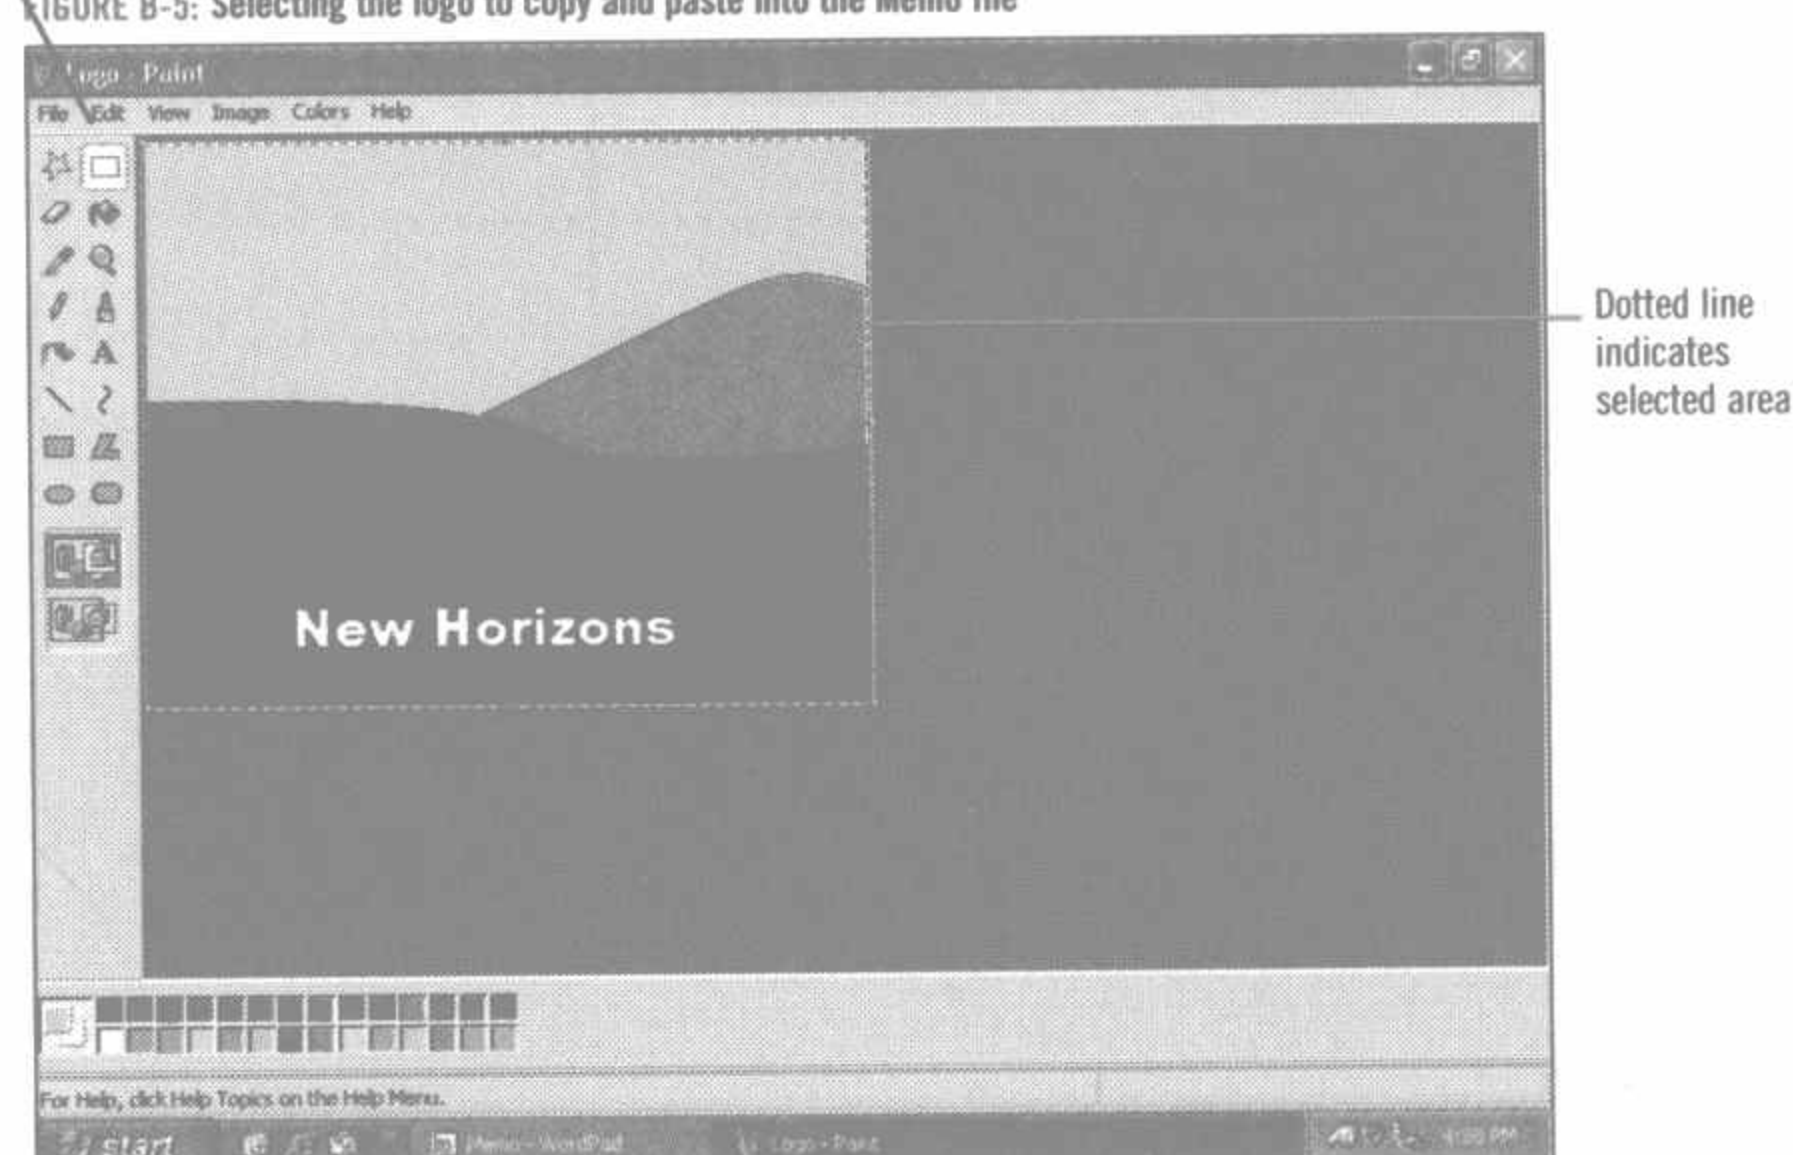 FIGURE B-5: Selecting the logo to copy and paste into the Memo file
Logo - Paint
File Edit View Image Colors Help
A
Dotted line
indicates
selected area
New Horizons
For Help, click Help Topics on the Help Menu.
start Memo - WordPad Logo - Paint PM